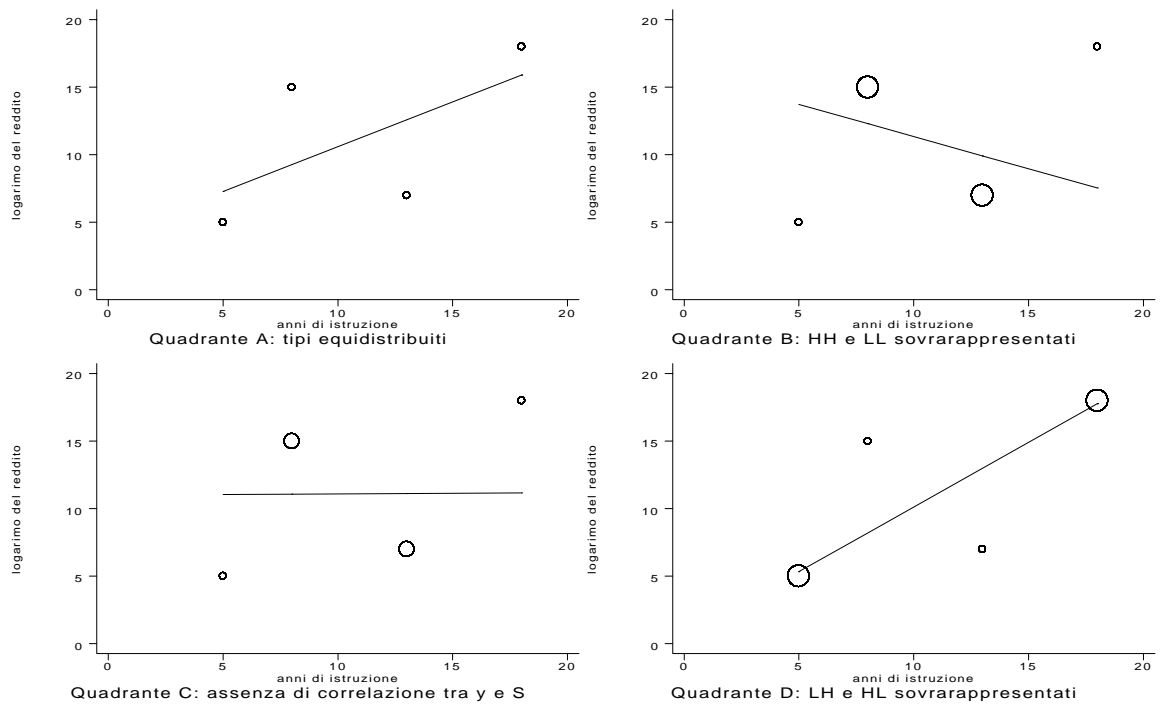 logarimo del reddito
20
15
10
5
0
0 5 10 15 20
anni di istruzione
Quadrante A: tipi equidistribuiti
logarimo del reddito
20
15
10
5
0
0 5 10 15 20
anni di istruzione
Quadrante B: HH e LL sovrarappresentati
logarimo del reddito
20
15
10
5
0
0 5 10 15 20
anni di istruzione
Quadrante C: assenza di correlazione tra y e S
logarimo del reddito
20
15
10
5
0
0 5 10 15 20
anni di istruzione
Quadrante D: LH e HL sovrarappresentati